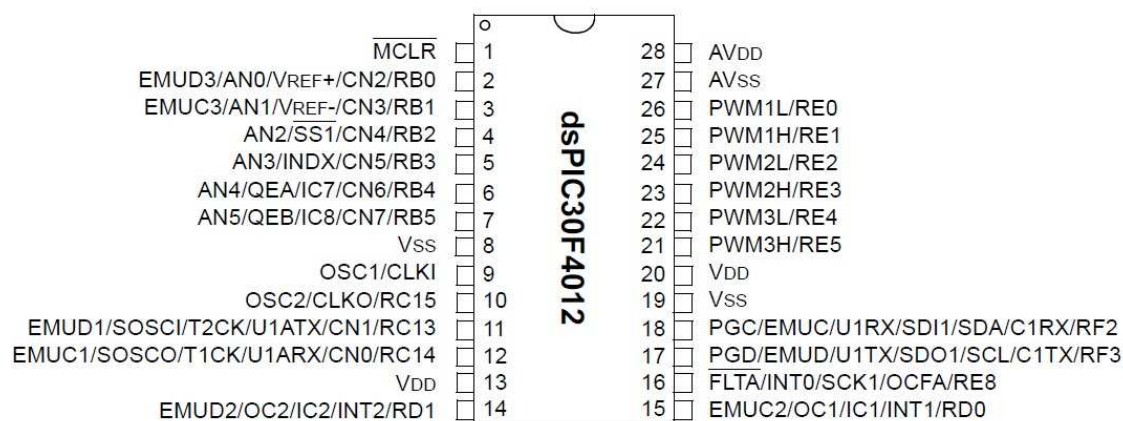 MCLR 1 28 AVDD
EMUD3/AN0/VREF+/CN2/RB0 2 27 AVSS
EMUC3/AN1/VREF-/CN3/RB1 3 26 PWM1L/RE0
AN2/SS1/CN4/RB2 4 25 PWM1H/RE1
AN3/INDX/CN5/RB3 5 24 PWM2L/RE2
AN4/QEA/IC7/CN6/RB4 6 23 PWM2H/RE3
AN5/QEB/IC8/CN7/RB5 7 22 PWM3L/RE4
VSS 8 21 PWM3H/RE5
OSC1/CLKI 9 20 VDD
OSC2/CLKO/RC15 10 19 VSS
EMUD1/SOSCI/T2CK/U1ATX/CN1/RC13 11 18 PGC/EMUC/U1RX/SDI1/SDA/C1RX/RF2
EMUC1/SOSCO/T1CK/U1ARX/CN0/RC14 12 17 PGD/EMUD/U1TX/SDO1/SCL/C1TX/RF3
VDD 13 16 FLTA/INT0/SCK1/OCFA/RE8
EMUD2/OC2/IC2/INT2/RD1 14 15 EMUC2/OC1/IC1/INT1/RD0
dsPIC30F4012